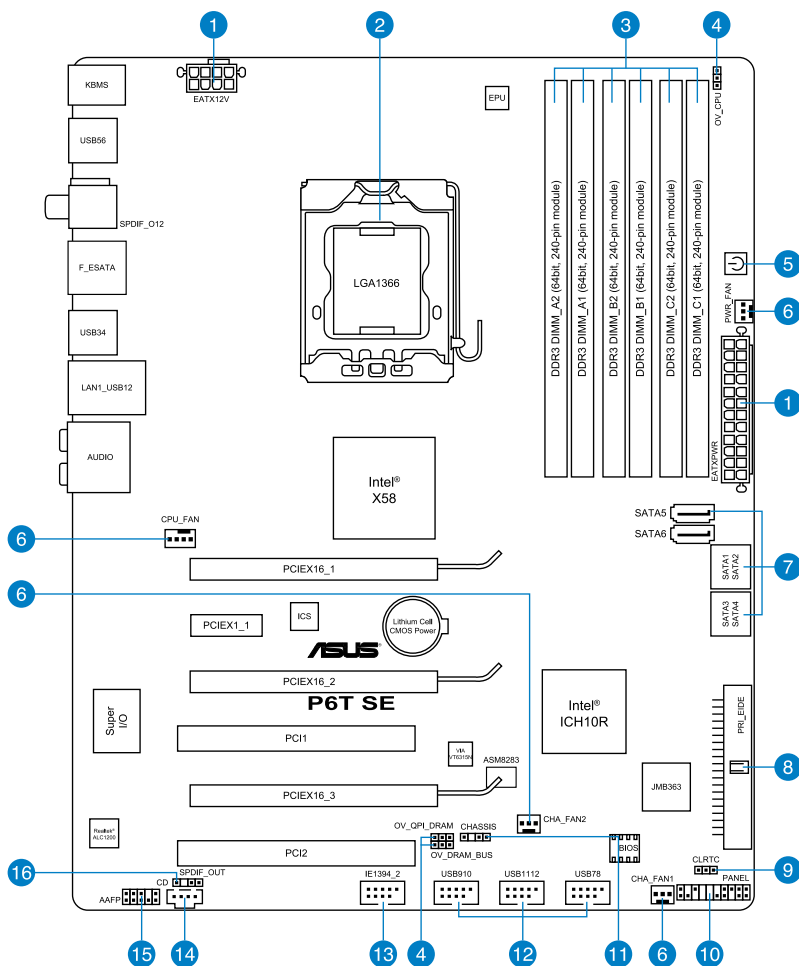 1
2
3
4
KBMS
EATX12V
EPU
OV_CPU
USB56
SPDIF_O12
F_ESATA
LGA1366
DDR3 DIMM_A2 (64bit, 240-pin module)
DDR3 DIMM_A1 (64bit, 240-pin module)
DDR3 DIMM_B2 (64bit, 240-pin module)
DDR3 DIMM_B1 (64bit, 240-pin module)
DDR3 DIMM_C2 (64bit, 240-pin module)
DDR3 DIMM_C1 (64bit, 240-pin module)
5
PWR_FAN
6
USB34
LAN1_USB12
1
AUDIO
EATXPWR
Intel®
X58
CPU_FAN
6
SATA5
SATA6
SATA1
SATA2
7
PCIEX16_1
6
SATA3
SATA4
PCIEX1_1
ICS
Lithium Cell
CMOS Power
ASUS
PCIEX16_2
P6T SE
Super
I/O
Intel®
ICH10R
PRI_EIDE
PCI1
VIA
VT6315N
ASM8283
8
PCIEX16_3
JMB363
Realtek®
ALC1200
OV_QPI_DRAM
CHASSIS
CHA_FAN2
BIOS
PCI2
OV_DRAM_BUS
CLRTC
9
16
SPDIF_OUT
CD
AAFP
IE1394_2
USB910
USB1112
USB78
CHA_FAN1
PANEL
15
14
13
4
12
11
6
10